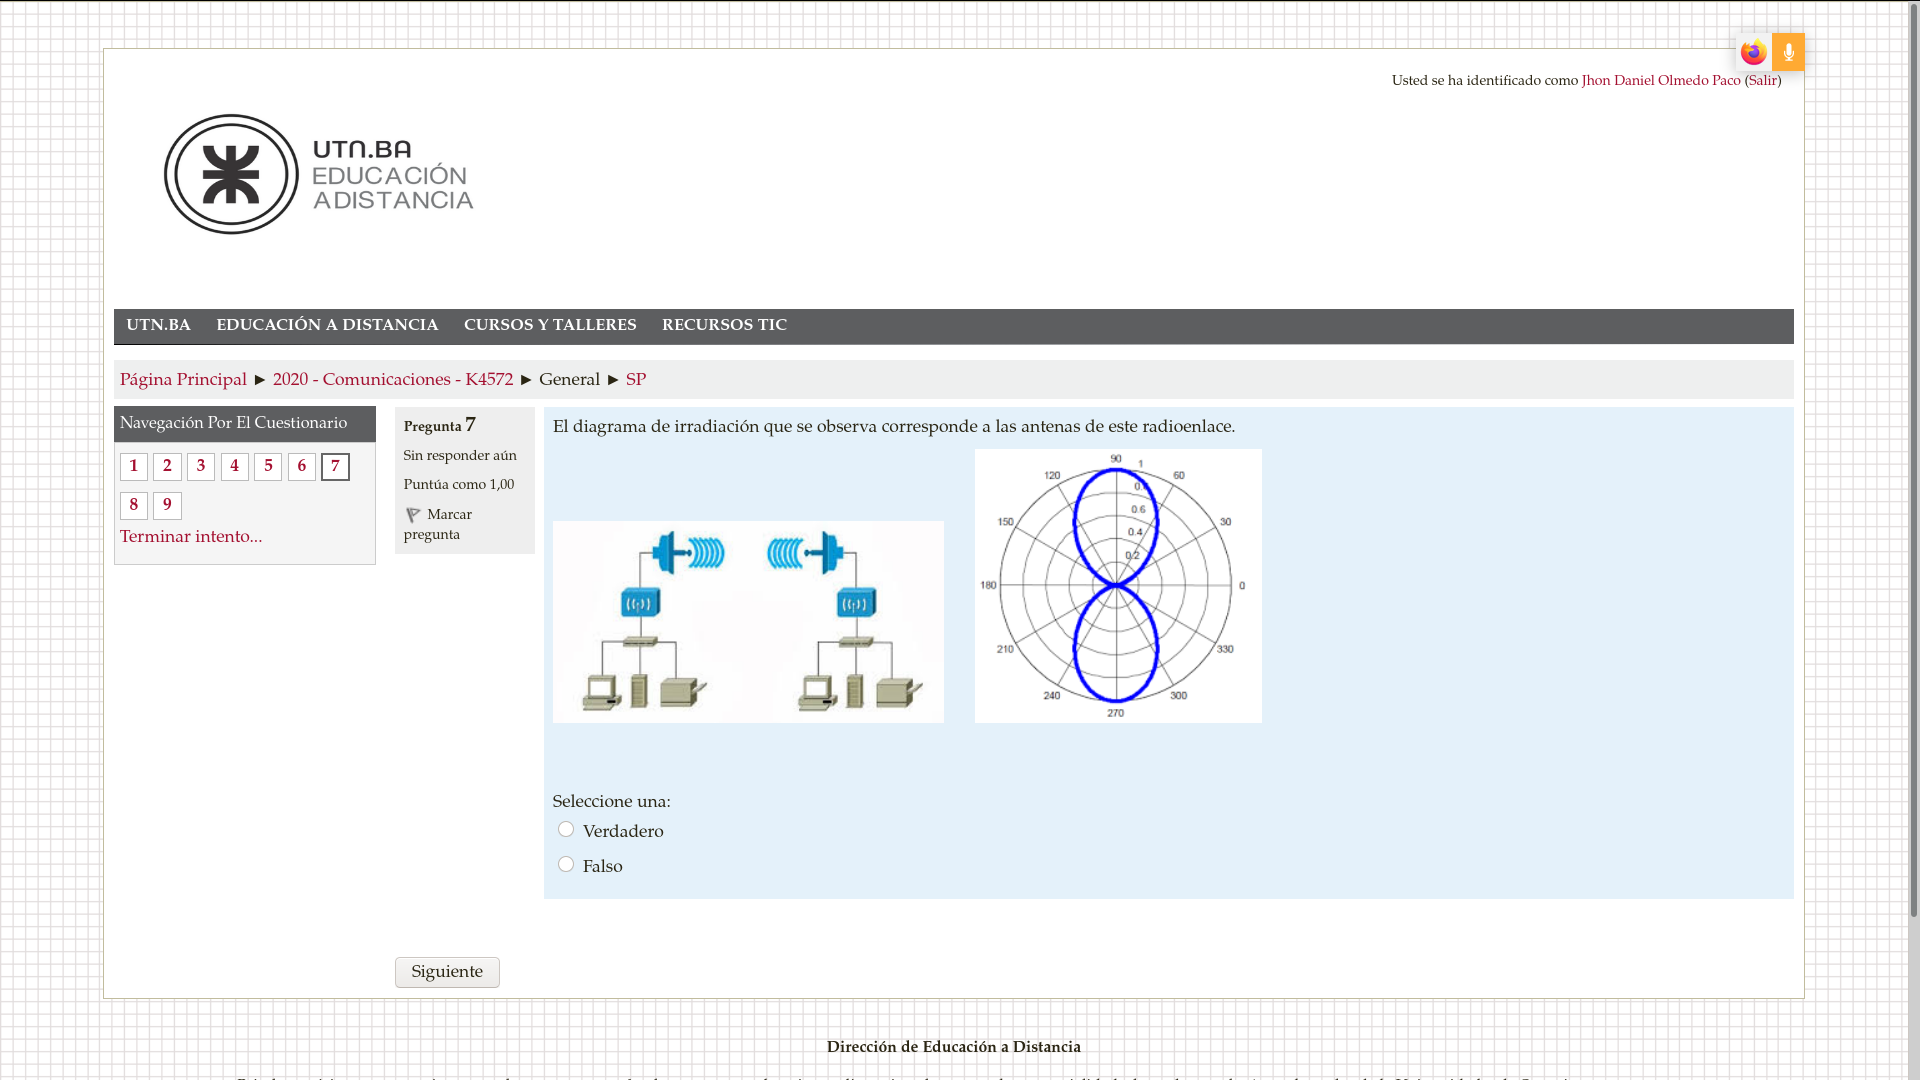 Usted se ha identificado como Jhon Daniel Olmedo Paco (Salir)
UTN.BA
EDUCACIÓN
A DISTANCIA
UTN.BA EDUCACIÓN A DISTANCIA CURSOS Y TALLERES RECURSOS TIC
Página Principal ► 2020 - Comunicaciones - K4572 ► General ► SP
Navegación Por El Cuestionario
1 2 3 4 5 6 7
8 9
Terminar intento...
Pregunta 7
Sin responder aún
Puntúa como 1,00
Marcar
pregunta
El diagrama de irradiación que se observa corresponde a las antenas de este radioenlace.
90
1
120
60
0.6
150
30
0.4
0.2
180
0
210
330
240
300
270
Seleccione una:
Verdadero
Falso
Siguiente
Dirección de Educación a Distancia